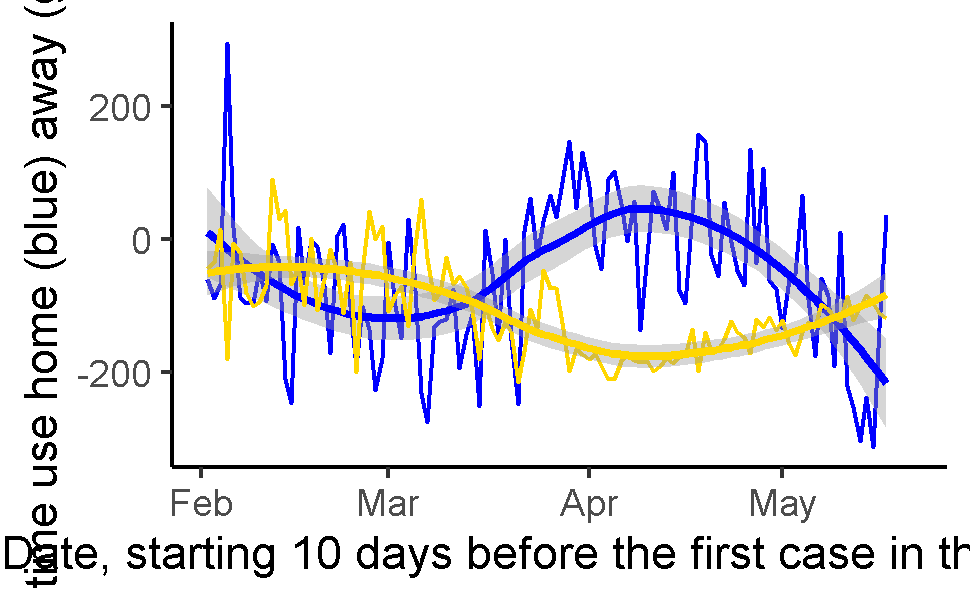 time use home (blue) away (
200
0
-200
Feb Mar Apr May
Date, starting 10 days before the first case in th